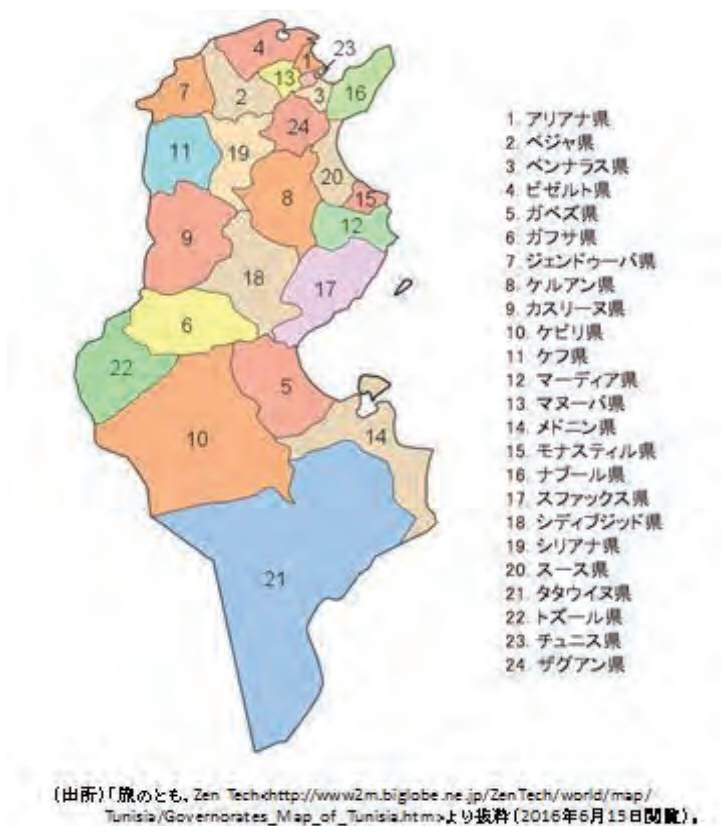 4
23
1
13
7
2
3
16
24
11
19
20
15
8
12
9
18
17
6
22
5
14
10
21
1. アリアナ県
2. ベジャ県
3. ベンナラス県
4. ビゼルト県
5. ガベズ県
6. ガフサ県
7. ジェンドゥーバ県
8. ケルアン県
9. カスリーヌ県
10. ケビリ県
11. ケフ県
12. マーディア県
13. マヌーバ県
14. メドニン県
15. モナスティル県
16. ナブール県
17. スファックス県
18. シディブジッド県
19. シリアナ県
20. スース県
21. タタウイヌ県
22. トズール県
23. チュニス県
24. ザグアン県
(出所)「旅のとも、Zen Tech<http://www2m.biglobe.ne.jp/ZenTech/world/map/
Tunisia/Governorates_Map_of_Tunisia.htm>より抜粋(2016年6月15日閲覧)。